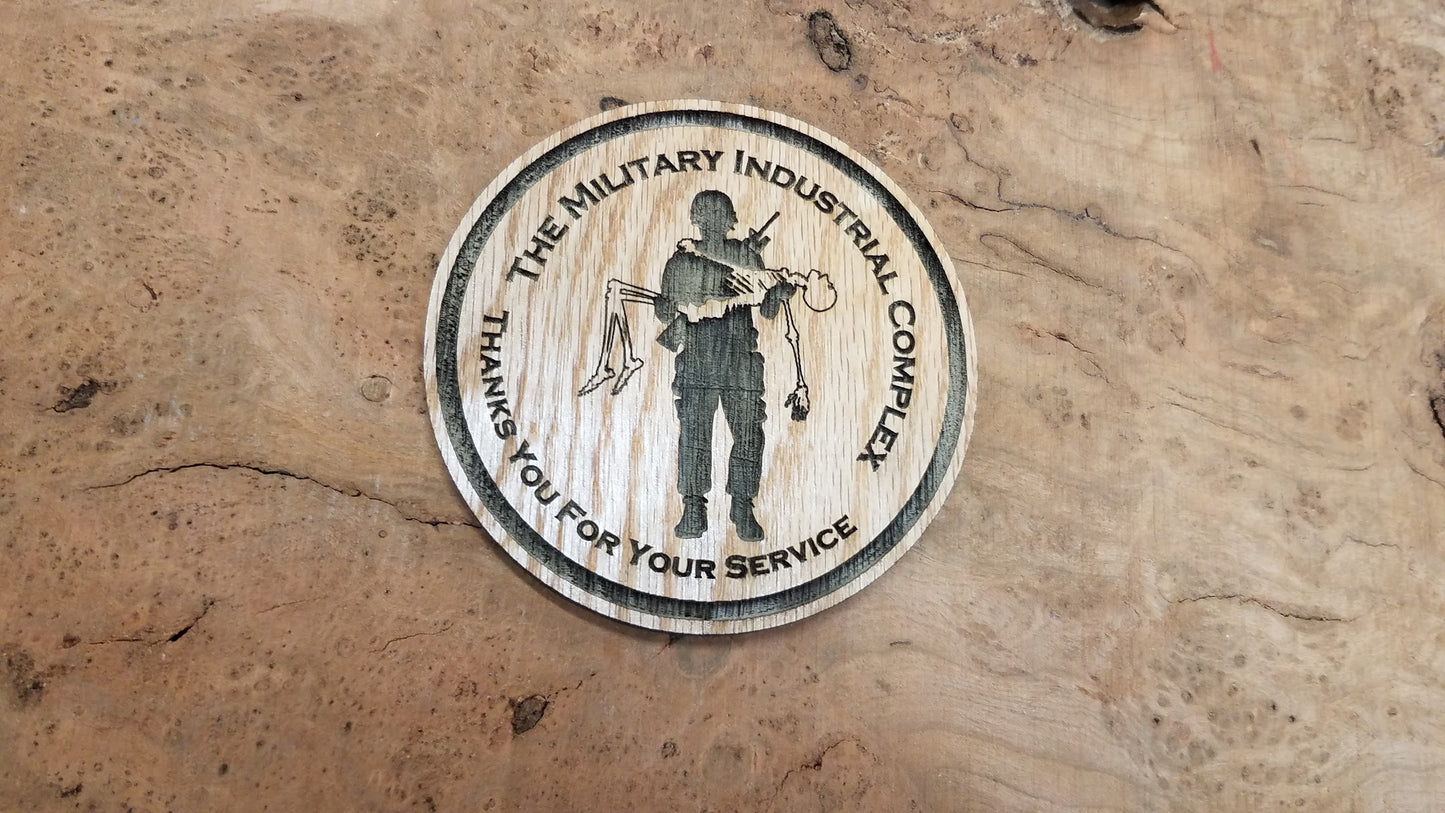 The Military Industrial Complex
Thanks You For Your Service